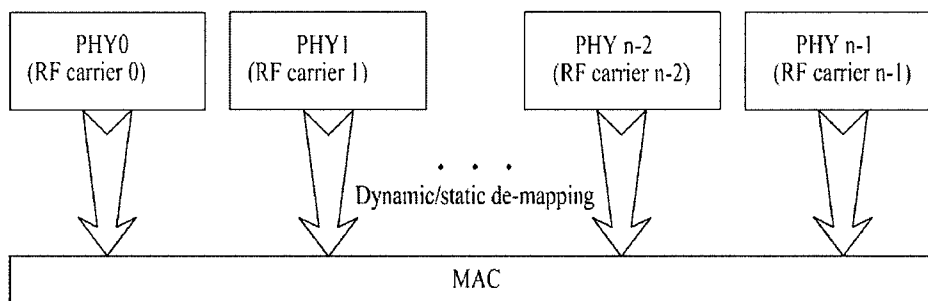 PHY0
(RF carrier 0)
PHY1
(RF carrier 1)
PHY n-2
(RF carrier n-2)
PHY n-1
(RF carrier n-1)
. . .
Dynamic/static de-mapping
MAC